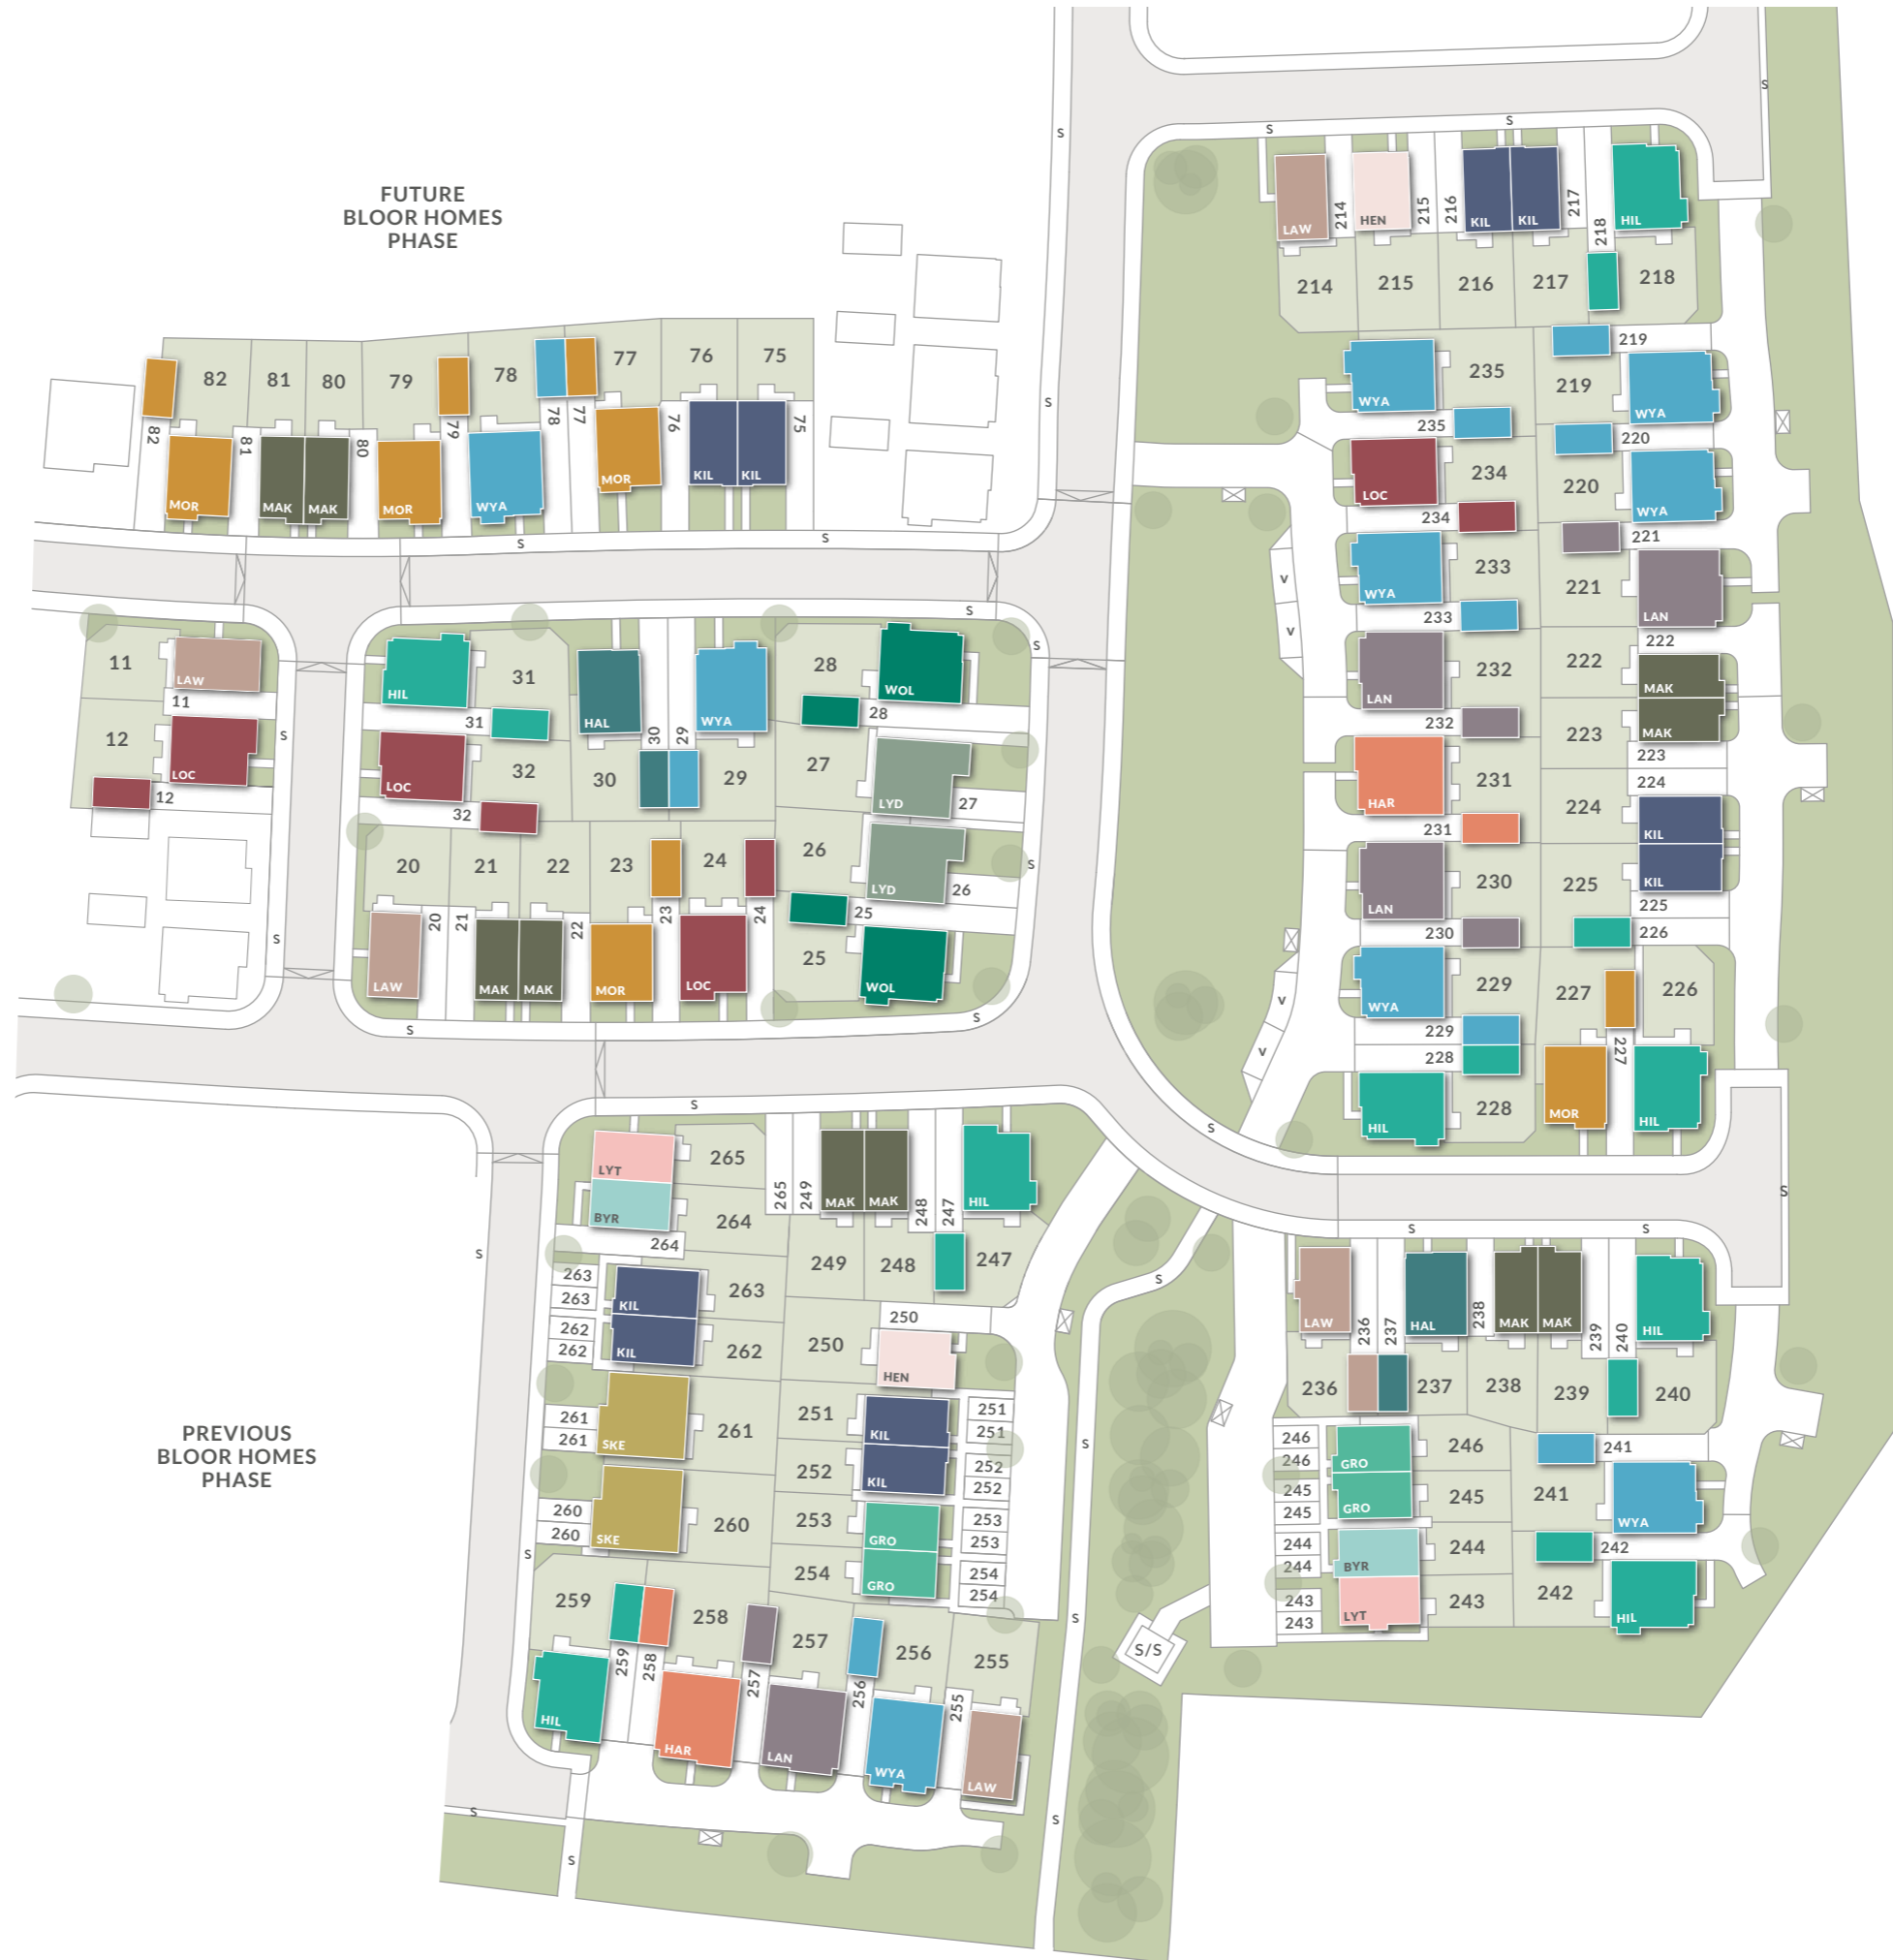 S
S
S
S
FUTURE
BLOOR HOMES
PHASE
LAW
214
HEN
215
216
KIL
KIL
217
218
HIL
214
215
216
217
218
82
81
80
79
78
77
76
75
82
MOR
81
MAK
MAK
80
MOR
79
WYA
78
77
MOR
76
KIL
KIL
75
S
S
S
WYA
235
235
219
219
WYA
LOC
234
234
220
220
WYA
WYA
233
233
221
221
LAN
V
V
LAN
232
232
222
222
MAK
MAK
223
223
HAR
231
231
224
224
KIL
KIL
225
225
LAN
230
230
226
226
WYA
229
229
227
227
MOR
HIL
228
228
HIL
V
V
S
S
S
11
LAW
11
12
LOC
12
S
S
HIL
31
31
LOC
32
32
HAL
30
29
WYA
30
29
28
WOL
28
27
LYD
27
26
LYD
26
25
25
WOL
20
21
22
23
24
LAW
20
21
MAK
MAK
22
MOR
23
LOC
24
S
S
S
S
S
S
LYT
BYR
265
264
264
265
249
MAK
MAK
248
247
HIL
249
248
247
263
263
KIL
263
262
262
KIL
262
250
250
HEN
261
261
SKE
261
251
KIL
251
251
252
KIL
252
252
260
260
SKE
260
253
GRO
253
253
254
GRO
254
254
S
S
S
S
259
258
257
256
255
HIL
259
258
HAR
257
LAN
256
WYA
255
LAW
S
S
S
PREVIOUS
BLOOR HOMES
PHASE
S/S
S
S
S
LAW
236
237
HAL
238
MAK
MAK
239
240
HIL
236
237
238
239
240
246
246
GRO
246
245
245
GRO
245
244
244
BYR
244
243
243
LYT
243
241
241
WYA
242
242
HIL